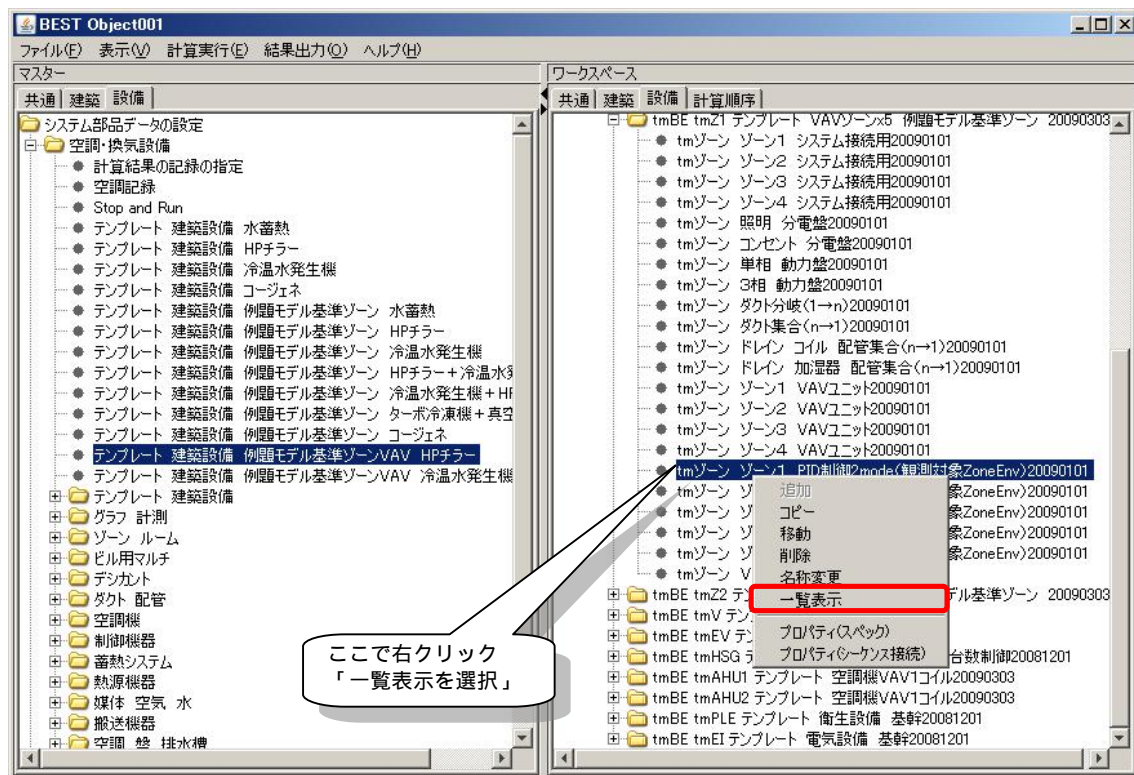 BEST Object001
ファイル(F) 表示(V) 計算実行(E) 結果出力(O) ヘルプ(H)
マスター
共通 建築 設備
システム部品データの設定
空調・換気設備
計算結果の記録の指定
空調記録
Stop and Run
テンプレート 建築設備 水蓄熱
テンプレート 建築設備 HPチラー
テンプレート 建築設備 冷温水発生機
テンプレート 建築設備 コージェネ
テンプレート 建築設備 例題モデル基準ゾーン 水蓄熱
テンプレート 建築設備 例題モデル基準ゾーン HPチラー
テンプレート 建築設備 例題モデル基準ゾーン 冷温水発生機
テンプレート 建築設備 例題モデル基準ゾーン HPチラー+冷温水発
テンプレート 建築設備 例題モデル基準ゾーン 冷温水発生機+HF
テンプレート 建築設備 例題モデル基準ゾーン ターボ冷凍機+真空
テンプレート 建築設備 例題モデル基準ゾーン コージェネ
テンプレート 建築設備 例題モデル基準ゾーンVAV HPチラー
テンプレート 建築設備 例題モデル基準ゾーンVAV 冷温水発生機
テンプレート 建築設備
グラフ 計測
ゾーン ルーム
ビル用マルチ
デシカント
ダクト 配管
空調機
制御機器
蓄熱システム
熱源機器
媒体 空気 水
搬送機器
空調 盤 排水槽
ワークスペース
共通 建築 設備 計算順序
tmBE tmZ1 テンプレート VAVゾーンx5 例題モデル基準ゾーン 20090303
tmゾーン ゾーン1 システム接続用20090101
tmゾーン ゾーン2 システム接続用20090101
tmゾーン ゾーン3 システム接続用20090101
tmゾーン ゾーン4 システム接続用20090101
tmゾーン 照明 分電盤20090101
tmゾーン コンセント 分電盤20090101
tmゾーン 単相 動力盤20090101
tmゾーン 3相 動力盤20090101
tmゾーン ダクト分岐(1→n)20090101
tmゾーン ダクト集合(n→1)20090101
tmゾーン ドレイン コイル 配管集合(n→1)20090101
tmゾーン ドレイン 加湿器 配管集合(n→1)20090101
tmゾーン ゾーン1 VAVユニット20090101
tmゾーン ゾーン2 VAVユニット20090101
tmゾーン ゾーン3 VAVユニット20090101
tmゾーン ゾーン4 VAVユニット20090101
tmゾーン ゾーン1 PID制御2mode(観測対象ZoneEnv)20090101
tmゾーン ゾ 象ZoneEnv)20090101
tmゾーン ゾ 象ZoneEnv)20090101
tmゾーン ゾ 象ZoneEnv)20090101
tmゾーン ゾ 象ZoneEnv)20090101
tmゾーン V
tmBE tmZ2 テン デル基準ゾーン 20090303
tmBE tmV テン
tmBE tmEV テン
tmBE tmHSG テ 台数制御20081201
tmBE tmAHU1 テンプレート 空調機VAV1コイル20090303
tmBE tmAHU2 テンプレート 空調機VAV1コイル20090303
tmBE tmPLE テンプレート 衛生設備 基幹20081201
tmBE tmEI テンプレート 電気設備 基幹20081201
追加
コピー
移動
削除
名称変更
一覧表示
プロパティ(スペック)
プロパティ(シーケンス接続)
ここで右クリック
「一覧表示を選択」